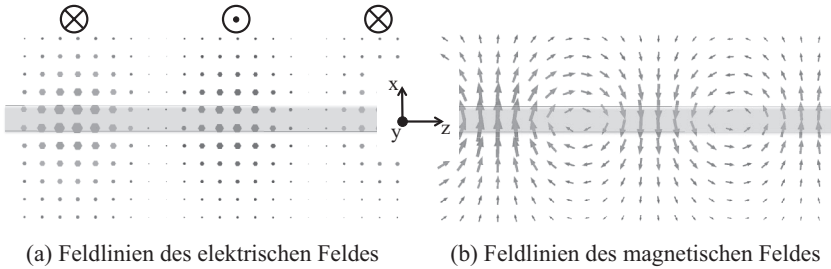 x
y
z
(a) Feldlinien des elektrischen Feldes
(b) Feldlinien des magnetischen Feldes